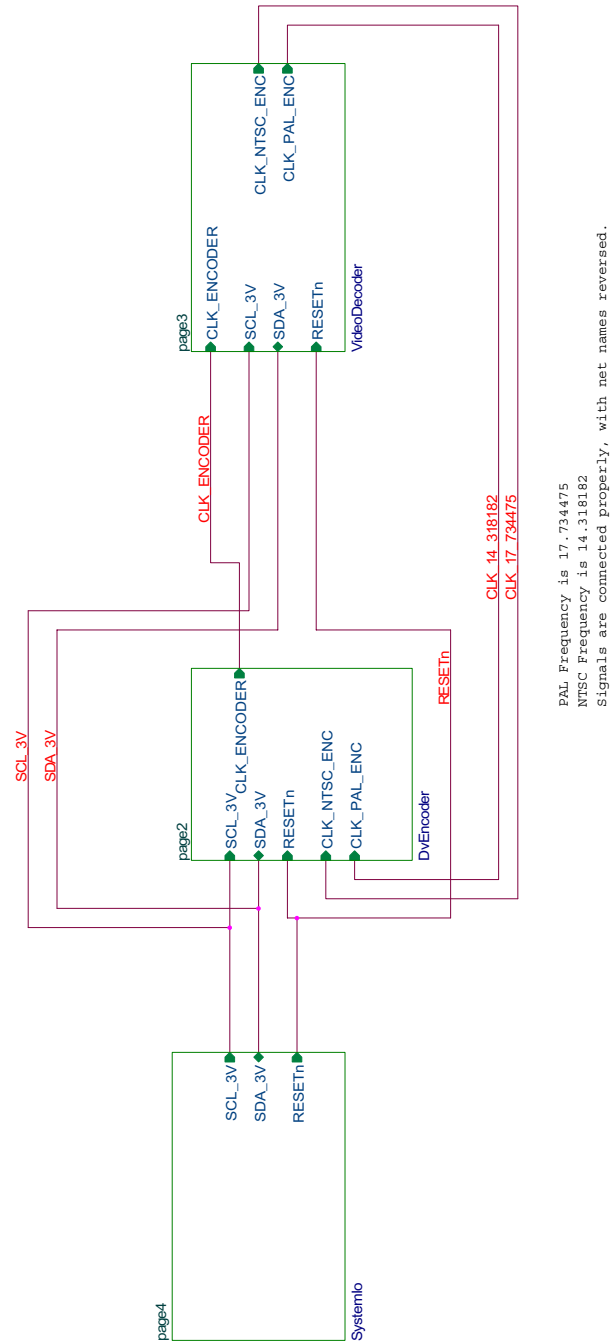 page4
SCL_3V
SDA_3V
RESETn
SystemIo
SCL_3V
SDA_3V
page2
SCL_3V
CLK_ENCODER
SDA_3V
RESETn
CLK_NTSC_ENC
CLK_PAL_ENC
DvEncoder
RESETn
CLK_ENCODER
page3
CLK_ENCODER
SCL_3V
SDA_3V
RESETn
CLK_NTSC_ENC
CLK_PAL_ENC
VideoDecoder
CLK_14_318182
CLK_17_734475
PAL Frequency is 17.734475
NTSC Frequency is 14.318182
Signals are connected properly, with net names reversed.